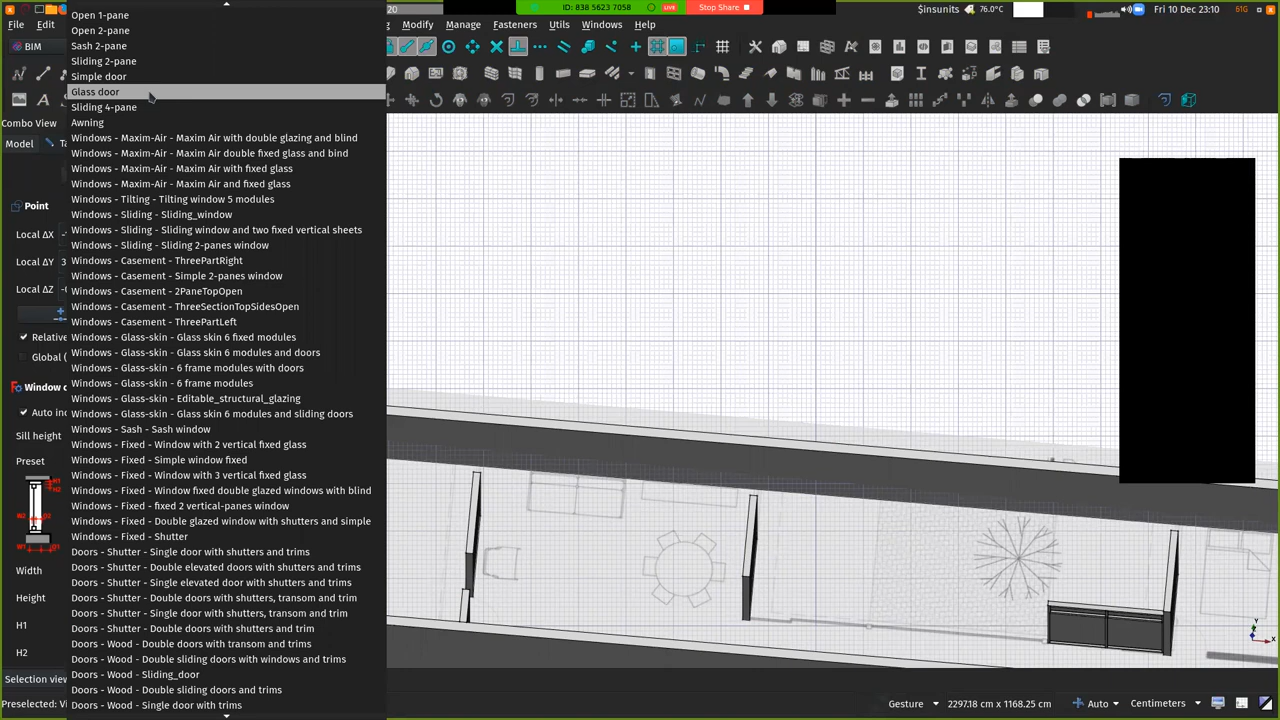 20
ID: 838 5623 7058
LIVE
Stop Share
$insunits
76.0°C
Fri 10 Dec 23:10
51G
File
Modify
Manage
Fasteners
Utils
Windows
Help
BIM
Combo View
Model
Point
Local ΔX
Local ΔY
3
Local ΔZ
Relative
Global (
Window o
Auto inc
Sill height
Preset
H1
H2
W2
W1
Width
Height
H1
H2
Selection view
Preselected: Vi
Open 1-pane
Open 2-pane
Sash 2-pane
Sliding 2-pane
Simple door
Glass door
Sliding 4-pane
Awning
Windows - Maxim-Air - Maxim Air with double glazing and blind
Windows - Maxim-Air - Maxim Air double fixed glass and bind
Windows - Maxim-Air - Maxim Air with fixed glass
Windows - Maxim-Air - Maxim Air and fixed glass
Windows - Tilting - Tilting window 5 modules
Windows - Sliding - Sliding_window
Windows - Sliding - Sliding window and two fixed vertical sheets
Windows - Sliding - Sliding 2-panes window
Windows - Casement - ThreePartRight
Windows - Casement - Simple 2-panes window
Windows - Casement - 2PaneTopOpen
Windows - Casement - ThreeSectionTopSidesOpen
Windows - Casement - ThreePartLeft
Windows - Glass-skin - Glass skin 6 fixed modules
Windows - Glass-skin - Glass skin 6 modules and doors
Windows - Glass-skin - 6 frame modules with doors
Windows - Glass-skin - 6 frame modules
Windows - Glass-skin - Editable_structural_glazing
Windows - Glass-skin - Glass skin 6 modules and sliding doors
Windows - Sash - Sash window
Windows - Fixed - Window with 2 vertical fixed glass
Windows - Fixed - Simple window fixed
Windows - Fixed - Window with 3 vertical fixed glass
Windows - Fixed - Window fixed double glazed windows with blind
Windows - Fixed - fixed 2 vertical-panes window
Windows - Fixed - Double glazed window with shutters and simple
Windows - Fixed - Shutter
Doors - Shutter - Single door with shutters and trims
Doors - Shutter - Double elevated door with shutters and trims
Doors - Shutter - Single elevated door with shutters and trims
Doors - Shutter - Double doors with shutters, transom and trim
Doors - Shutter - Single door with shutters, transom and trim
Doors - Shutter - Double doors with shutters and trim
Doors - Wood - Double doors with transom and trims
Doors - Wood - Double sliding doors with windows and trims
Doors - Wood - Sliding_door
Doors - Wood - Double sliding doors and trims
Doors - Wood - Single door with trims
Y
X
Gesture
2297.18 cm x 1168.25 cm
Auto
Centimeters